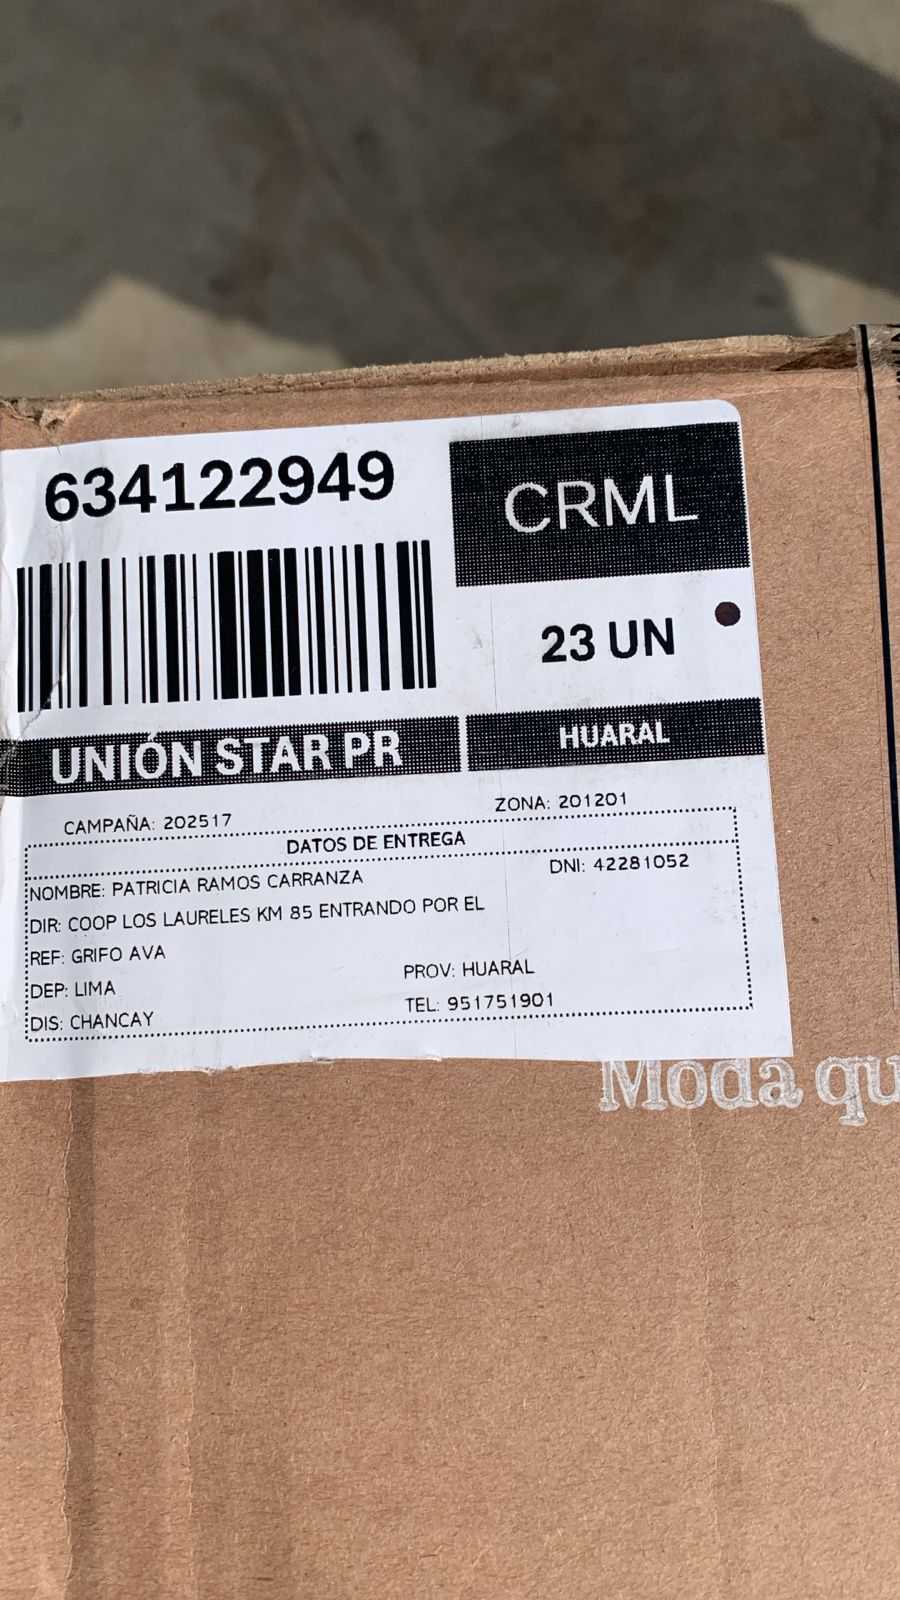 634122949
CRML
23 UN
UNIÓN STAR PR
HUARAL
CAMPAÑA: 202517
ZONA: 201201
DATOS DE ENTREGA
NOMBRE: PATRICIA RAMOS CARRANZA
DNI: 42281052
DIR: COOP LOS LAURELES KM 85 ENTRANDO POR EL
REF: GRIFO AVA
DEP: LIMA
PROV: HUARAL
DIS: CHANCAY
TEL: 951751901
Moda qu